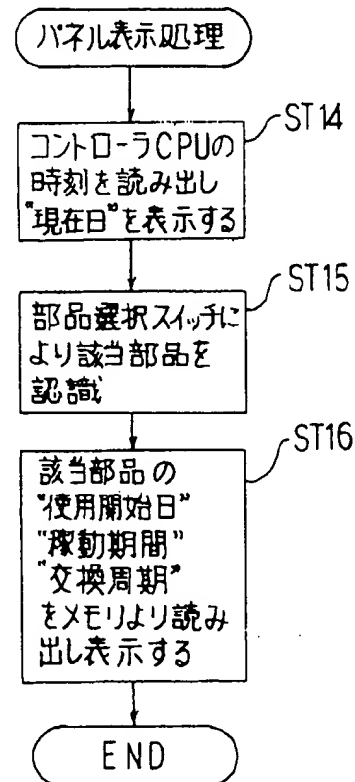 パネル表示処理
ST14
コントローラCPUの
時刻を読み出し
"現在日"を表示する
ST15
部品選択スイッチに
より該当部品を
認識
ST16
該当部品の
"使用開始日"
"稼動期間"
"交換周期"
をメモリより読み
出し表示する
END